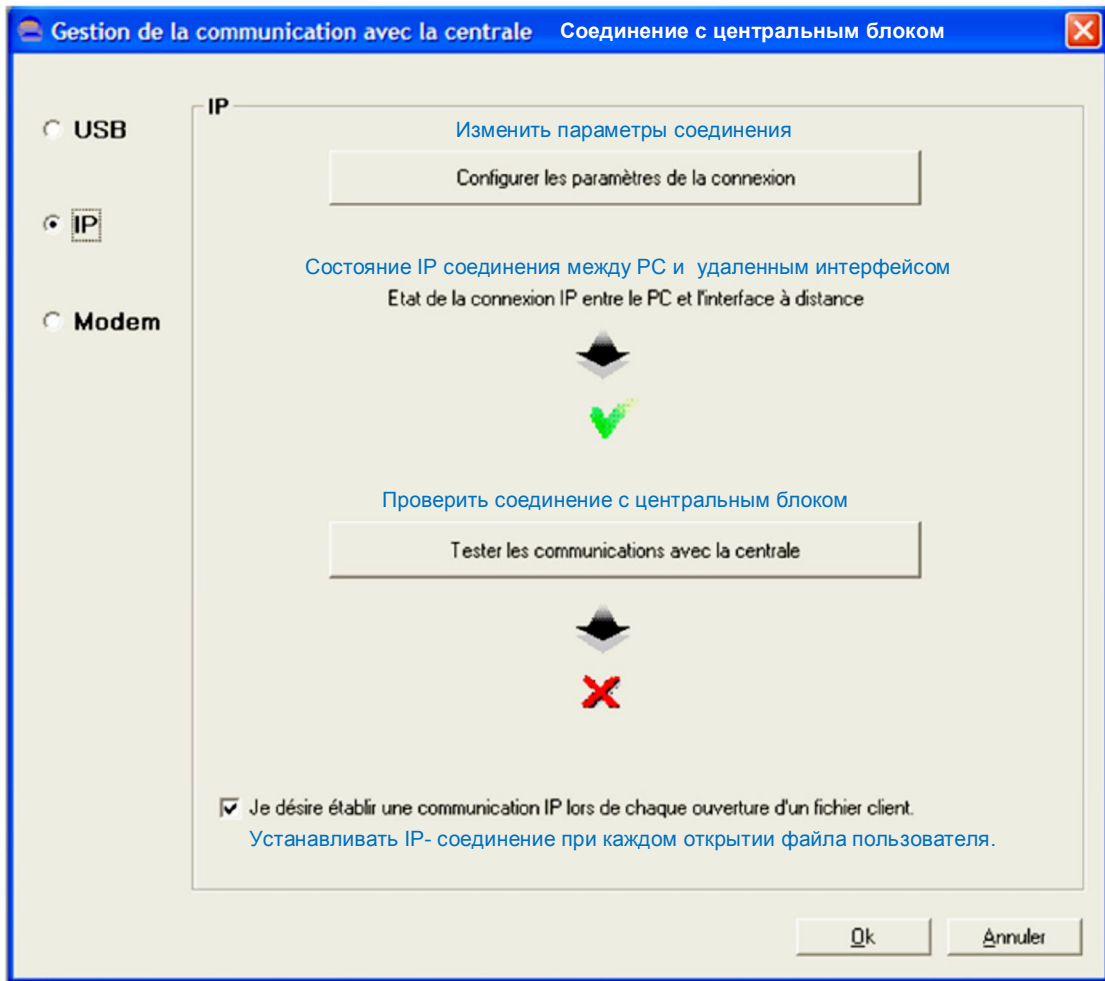 Gestion de la communication avec la centrale Соединение с центральным блоком
USB
IP
Modem
IP
Изменить параметры соединения
Configurer les paramètres de la connexion
Состояние IP соединения между PC и удаленным интерфейсом
Etat de la connexion IP entre le PC et l'interface à distance
Проверить соединение с центральным блоком
Tester les communications avec la centrale
Je désire établir une communication IP lors de chaque ouverture d'un fichier client.
Устанавливать IP- соединение при каждом открытии файла пользователя.
Ok
Annuler